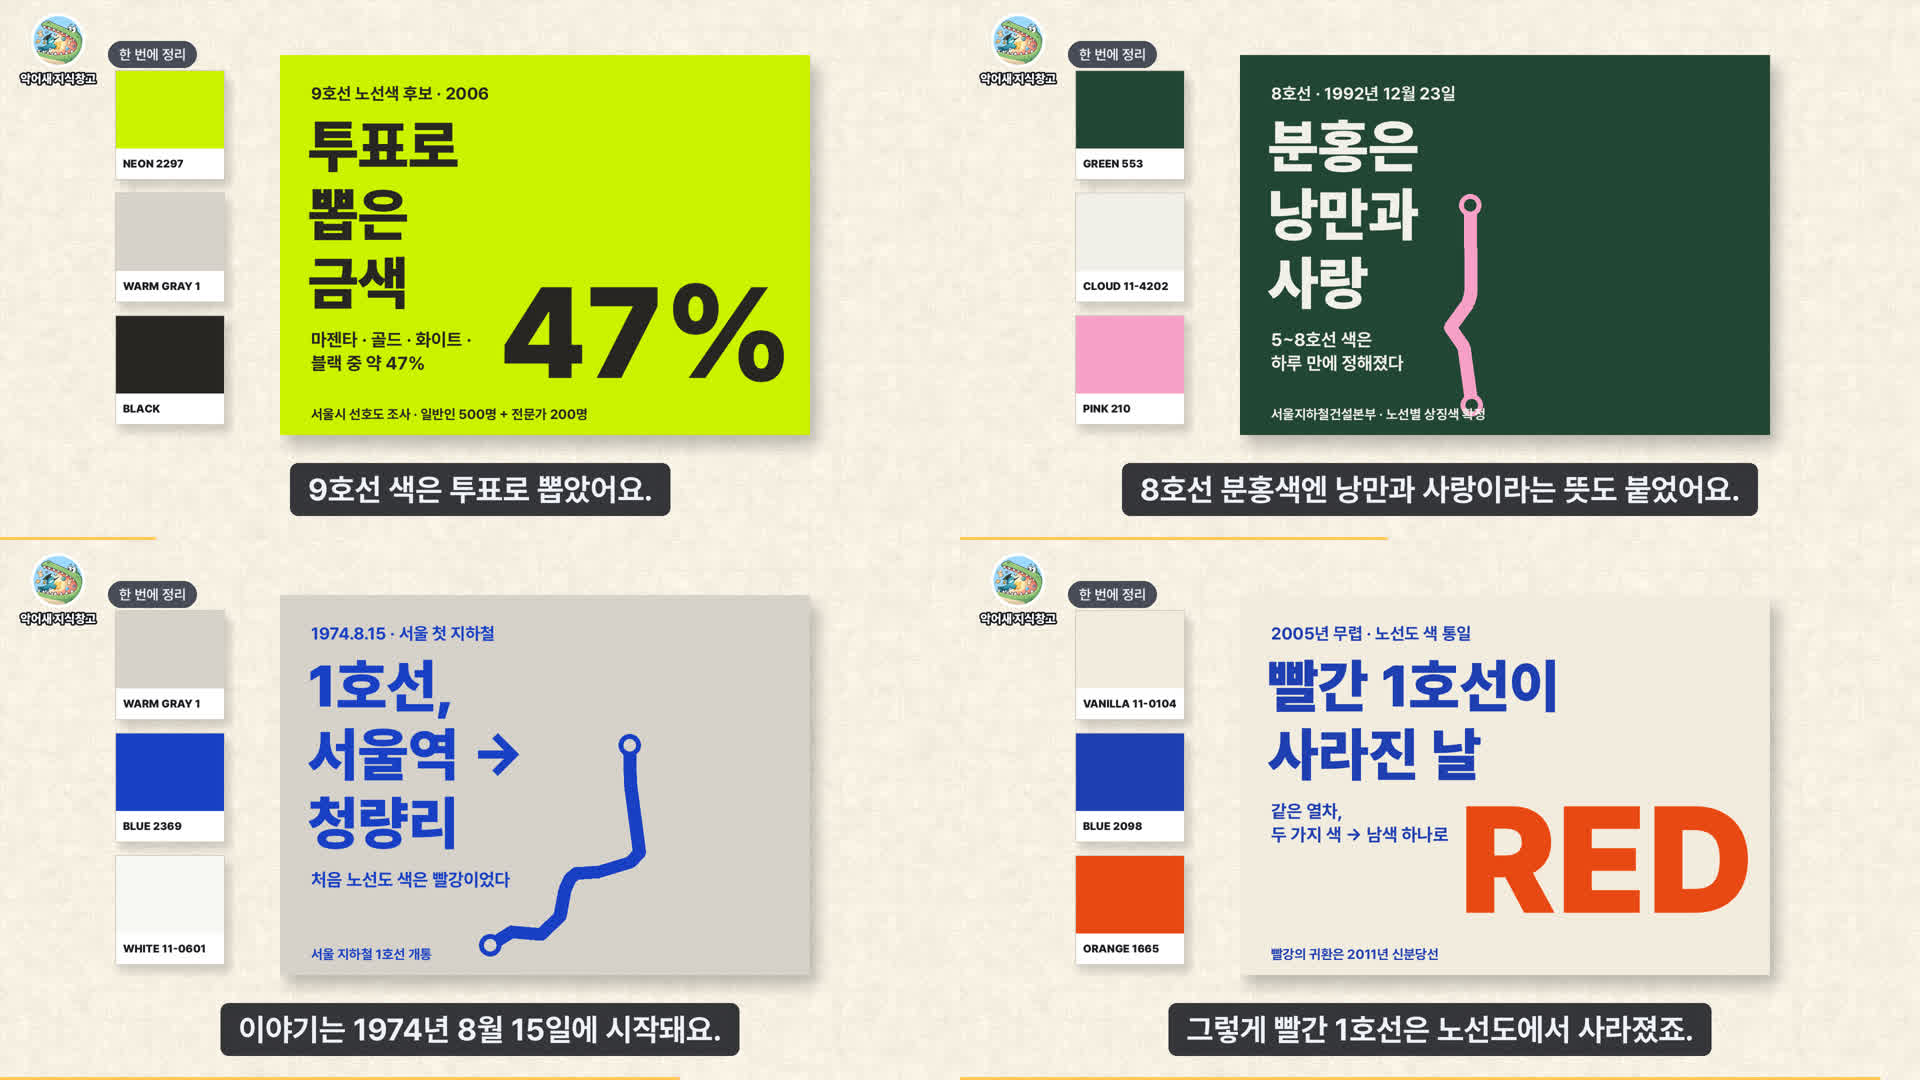 악어새지식창고
한 번에 정리
NEON 2297
WARM GRAY 1
BLACK
9호선 노선색 후보 · 2006
투표로
뽑은
금색
47%
마젠타 · 골드 · 화이트 ·
블랙 중 약 47%
서울시 선호도 조사 · 일반인 500명 + 전문가 200명
9호선 색은 투표로 뽑았어요.
악어새지식창고
한 번에 정리
GREEN 553
CLOUD 11-4202
PINK 210
8호선 · 1992년 12월 23일
분홍은
낭만과
사랑
5~8호선 색은
하루 만에 정해졌다
서울지하철건설본부 · 노선별 상징색 확정
8호선 분홍색엔 낭만과 사랑이라는 뜻도 붙었어요.
악어새지식창고
한 번에 정리
WARM GRAY 1
BLUE 2369
WHITE 11-0601
1974.8.15 · 서울 첫 지하철
1호선,
서울역 →
청량리
처음 노선도 색은 빨강이었다
서울 지하철 1호선 개통
이야기는 1974년 8월 15일에 시작돼요.
악어새지식창고
한 번에 정리
VANILLA 11-0104
BLUE 2098
ORANGE 1665
2005년 무렵 · 노선도 색 통일
빨간 1호선이
사라진 날
같은 열차,
두 가지 색 → 남색 하나로
RED
빨강의 귀환은 2011년 신분당선
그렇게 빨간 1호선은 노선도에서 사라졌죠.